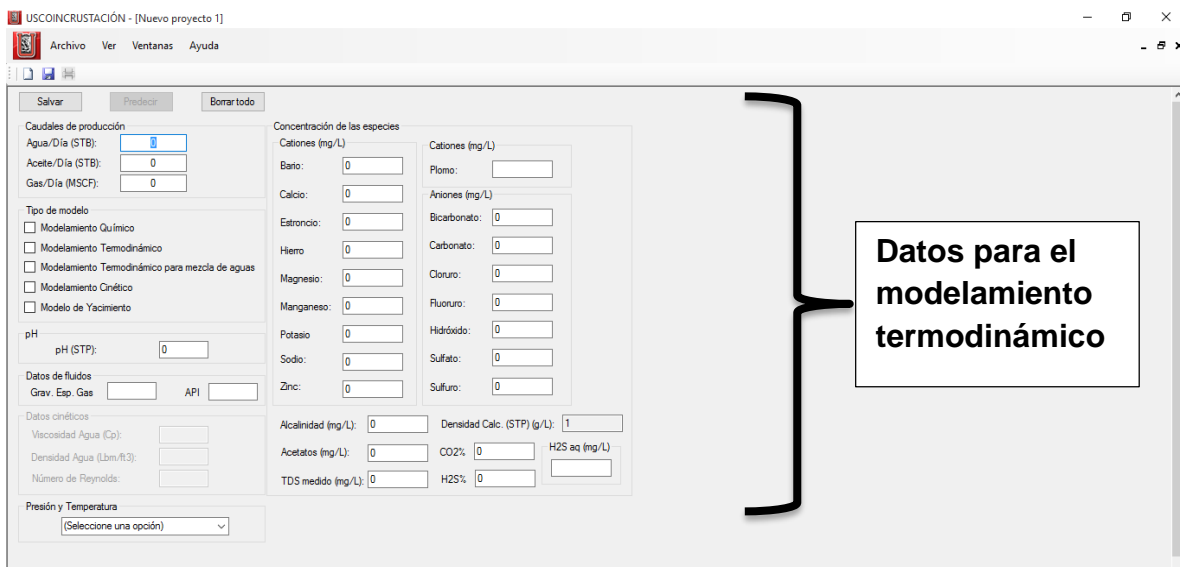 USCOINCRUSTACIÓN - [Nuevo proyecto 1]
Archivo Ver Ventanas Ayuda
Salvar Predecir Borrar todo
Caudales de producción
Agua/Día (STB): 0
Aceite/Día (STB): 0
Gas/Día (MSCF): 0
Tipo de modelo
Modelamiento Químico
Modelamiento Termodinámico
Modelamiento Termodinámico para mezcla de aguas
Modelamiento Cinético
Modelo de Yacimiento
pH
pH (STP): 0
Datos de fluidos
Grav. Esp. Gas API
Datos cinéticos
Viscosidad Agua (Cp):
Densidad Agua (Lbm/ft3):
Número de Reynolds:
Presión y Temperatura
(Seleccione una opción)
Concentración de las especies
Cationes (mg/L)
Bario: 0
Calcio: 0
Estroncio: 0
Hierro 0
Magnesio: 0
Manganeso: 0
Potasio 0
Sodio: 0
Zinc: 0
Cationes (mg/L)
Plomo:
Aniones (mg/L)
Bicarbonato: 0
Carbonato: 0
Cloruro: 0
Fluoruro: 0
Hidróxido: 0
Sulfato: 0
Sulfuro: 0
Alcalinidad (mg/L): 0 Densidad Calc. (STP) (g/L): 1
Acetatos (mg/L): 0 CO2% 0 H2S aq (mg/L)
TDS medido (mg/L): 0 H2S% 0
Datos para el
modelamiento
termodinámico